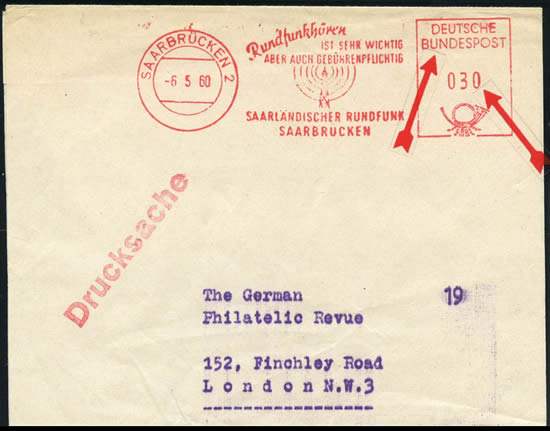 SAARBRÜCKEN 2
-6. 5 60
Rundfunkhören
IST SEHR WICHTIG
ABER AUCH GEBÜHRENPFLICHTIG
SAARLÄNDISCHER RUNDFUNK
SAARBRÜCKEN
DEUTSCHE
BUNDESPOST
030
Drucksache
The German
Philatelic Revue
19
152, Finchley Road
London N.W.3